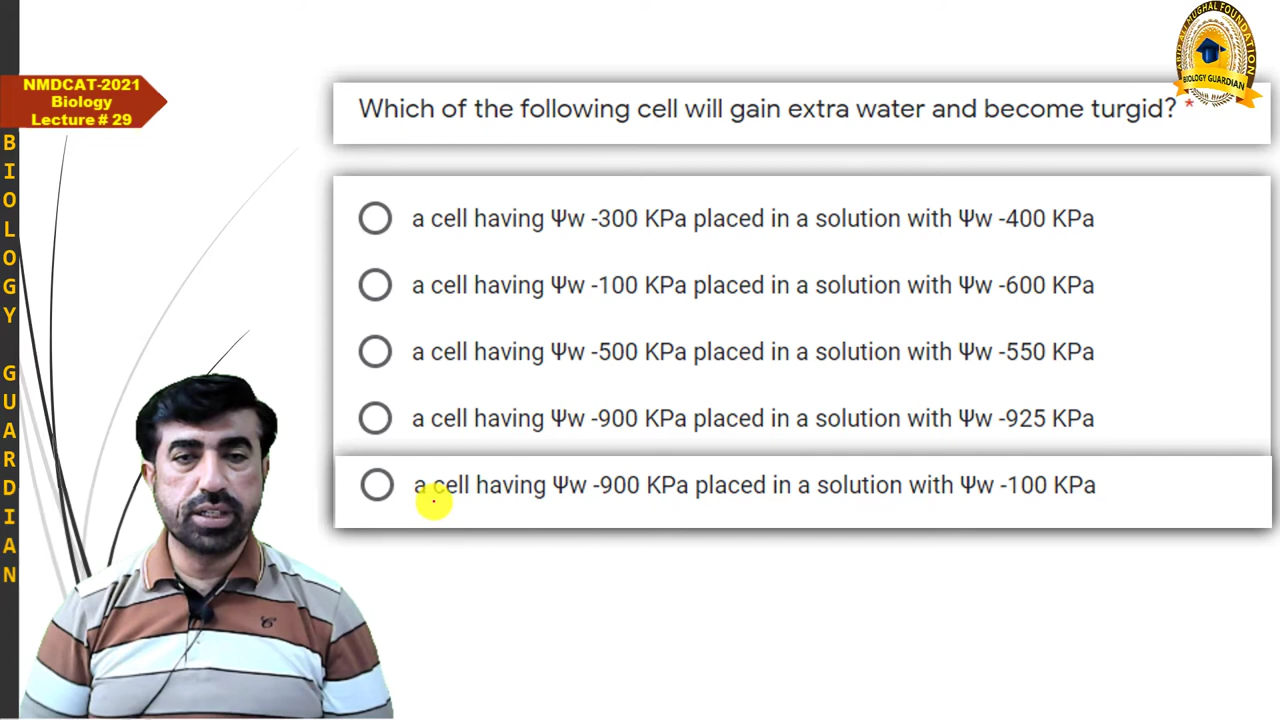 NMDCAT-2021
Biology
Lecture # 29
BIOLOGY GUARDIAN
BIOLOGY GUARDIAN
Which of the following cell will gain extra water and become turgid? *
a cell having Ψw -300 KPa placed in a solution with Ψw -400 KPa
a cell having Ψw -100 KPa placed in a solution with Ψw -600 KPa
a cell having Ψw -500 KPa placed in a solution with Ψw -550 KPa
a cell having Ψw -900 KPa placed in a solution with Ψw -925 KPa
a cell having Ψw -900 KPa placed in a solution with Ψw -100 KPa